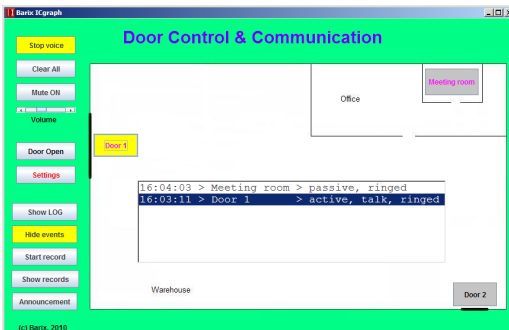 Barix ICgraph
Door Control & Communication
Stop voice
Clear All
Mute ON
Volume
Door Open
Settings
Show LOG
Hide events
Start record
Show records
Announcement
(c) Barix, 2010
Office
Meeting room
Door 1
16:04:03 > Meeting room > passive, ringed
16:03:11 > Door 1 > active, talk, ringed
Warehouse
Door 2